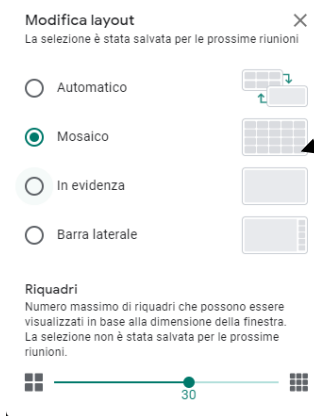 Modifica layout
La selezione è stata salvata per le prossime riunioni
Automatico
Mosaico
In evidenza
Barra laterale
Riquadri
Numero massimo di riquadri che possono essere
visualizzati in base alla dimensione della finestra.
La selezione non è stata salvata per le prossime
riunioni.
30